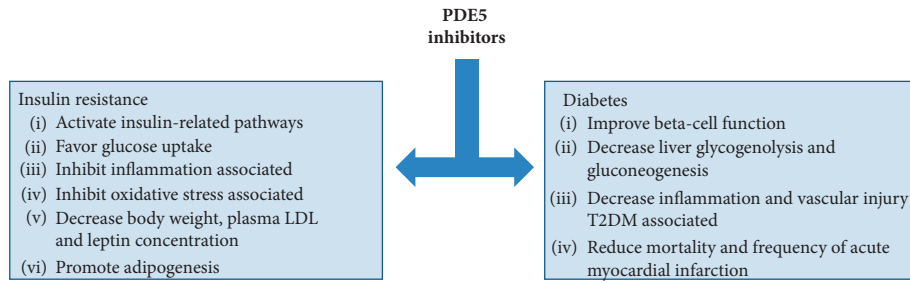 PDE5
inhibitors
Insulin resistance
(i) Activate insulin-related pathways
(ii) Favor glucose uptake
(iii) Inhibit inflammation associated
(iv) Inhibit oxidative stress associated
(v) Decrease body weight, plasma LDL
and leptin concentration
(vi) Promote adipogenesis
Diabetes
(i) Improve beta-cell function
(ii) Decrease liver glycogenolysis and
gluconeogenesis
(iii) Decrease inflammation and vascular injury
T2DM associated
(iv) Reduce mortality and frequency of acute
myocardial infarction